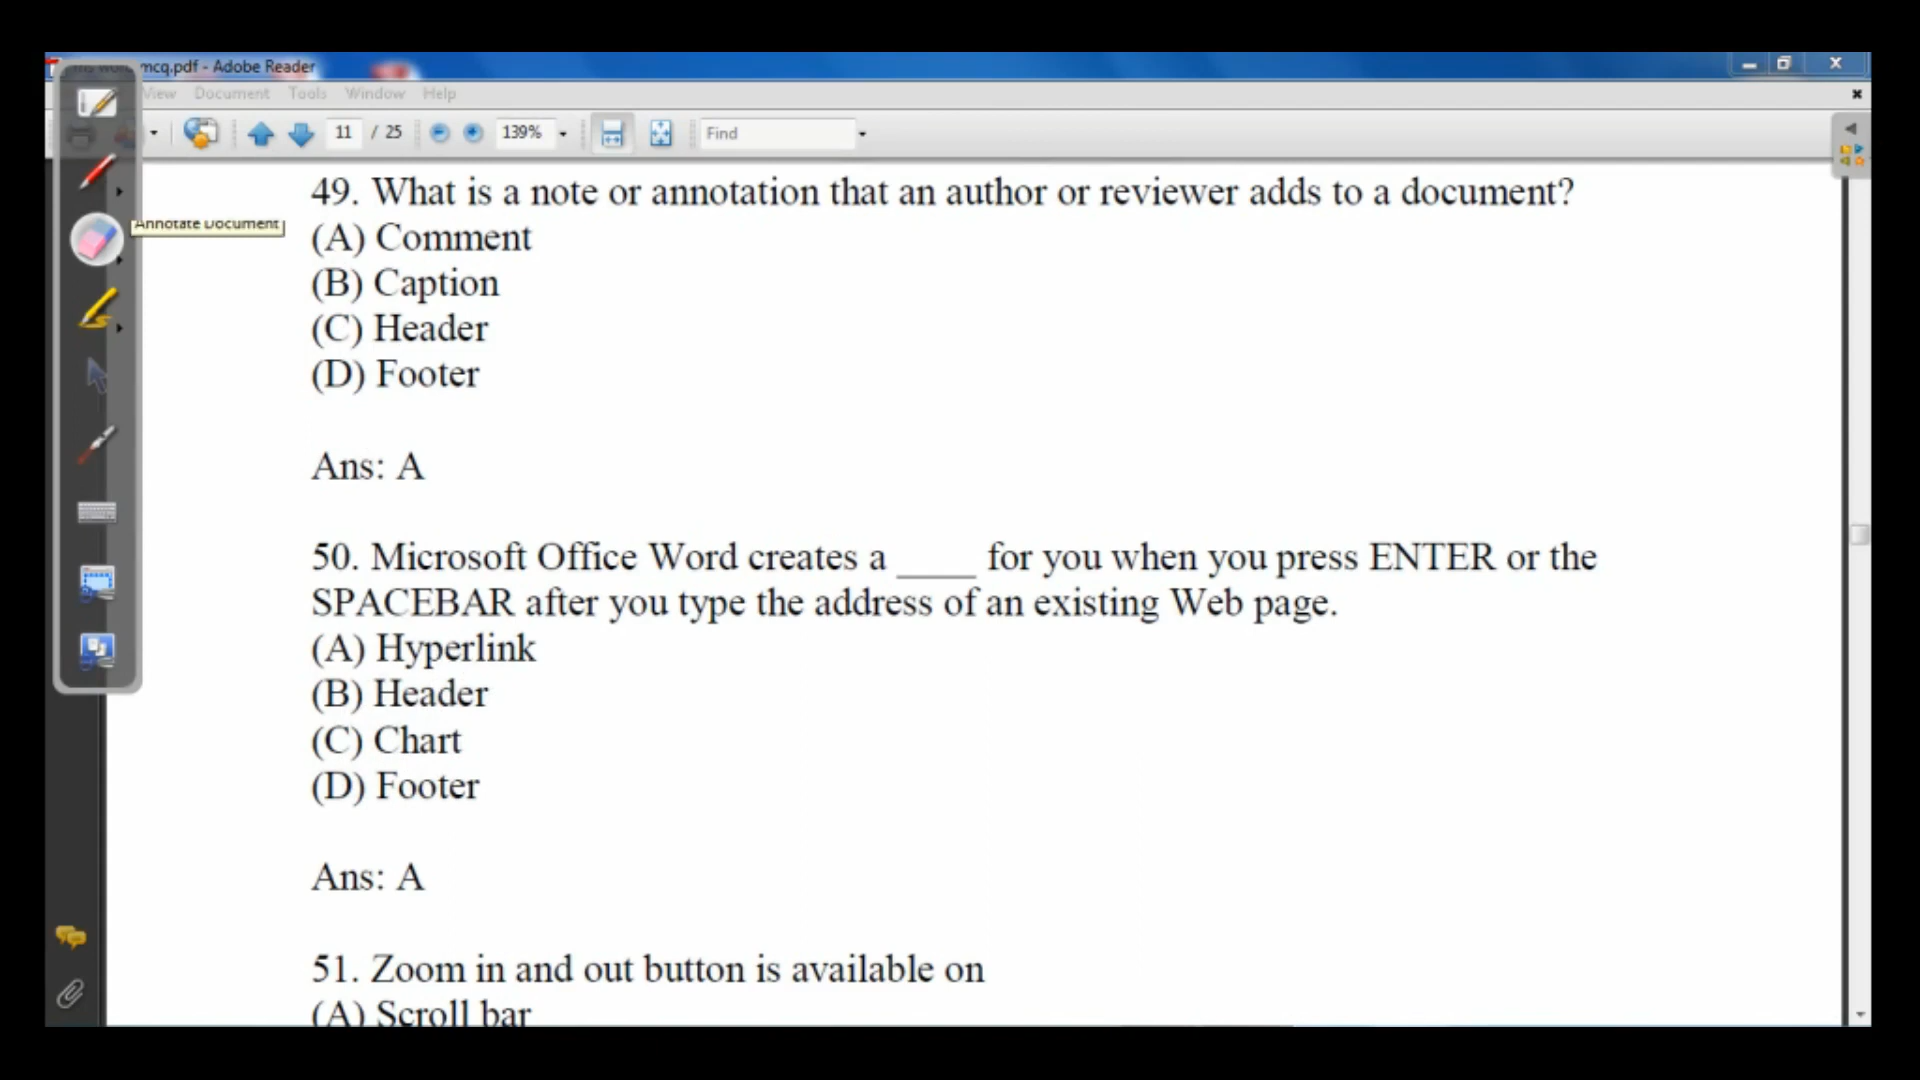 mcq.pdf - Adobe Reader
View Document Tools Window Help
11 / 25 139% Find
Annotate Document
49. What is a note or annotation that an author or reviewer adds to a document?
(A) Comment
(B) Caption
(C) Header
(D) Footer
Ans: A
50. Microsoft Office Word creates a ____ for you when you press ENTER or the
SPACEBAR after you type the address of an existing Web page.
(A) Hyperlink
(B) Header
(C) Chart
(D) Footer
Ans: A
51. Zoom in and out button is available on
(A) Scroll bar